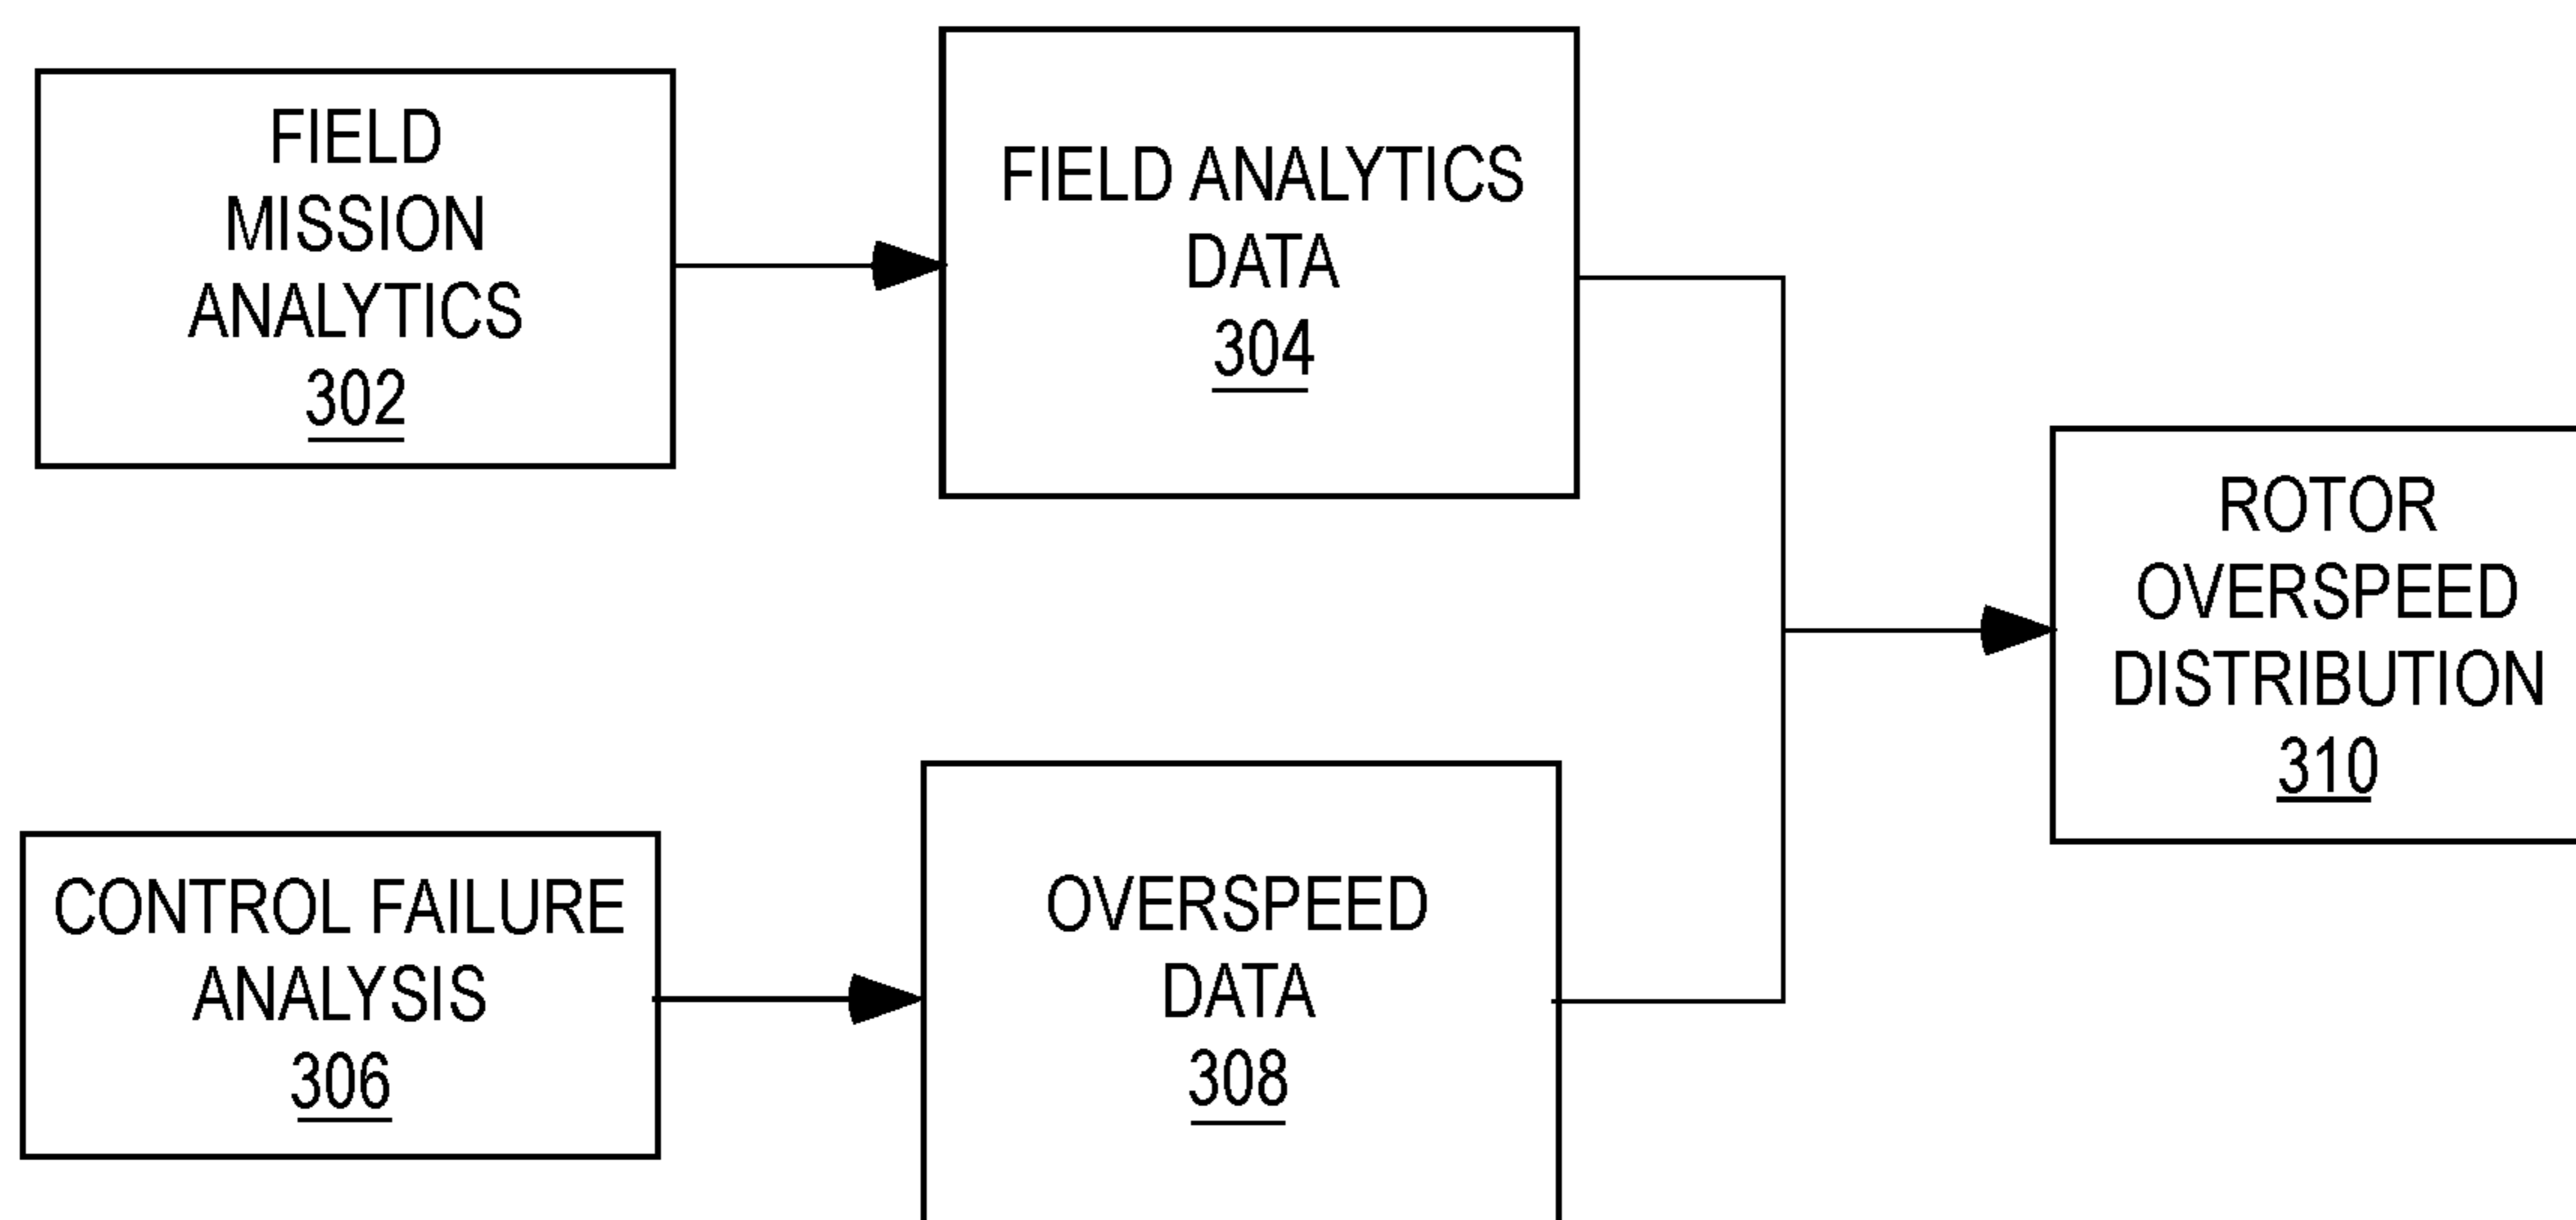 FIELD
MISSION
ANALYTICS
302
FIELD ANALYTICS
DATA
304
CONTROL FAILURE
ANALYSIS
306
OVERSPEED
DATA
308
ROTOR
OVERSPEED
DISTRIBUTION
310